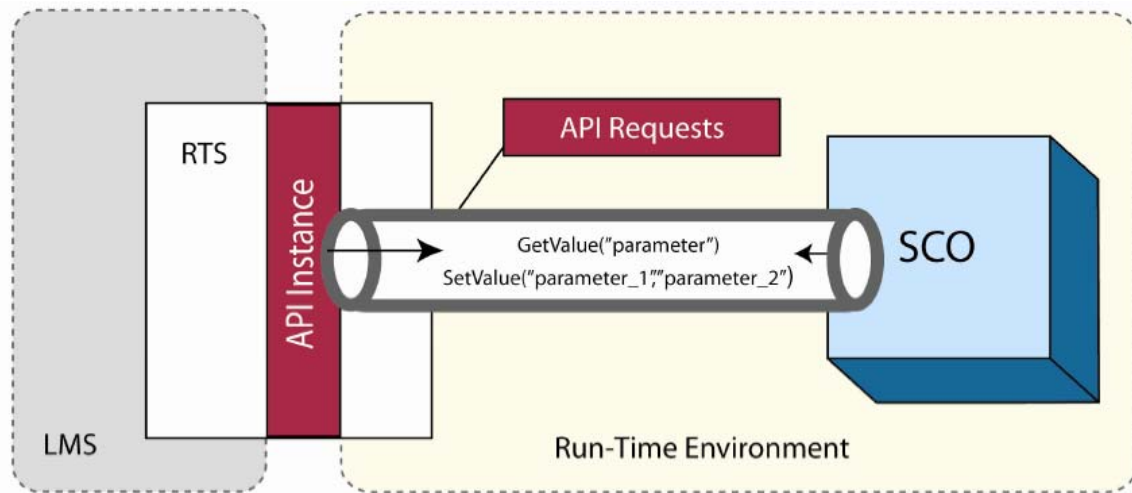 API Requests
RTS
API Instance
GetValue("parameter")
SetValue("parameter_1","parameter_2")
SCO
LMS
Run-Time Environment